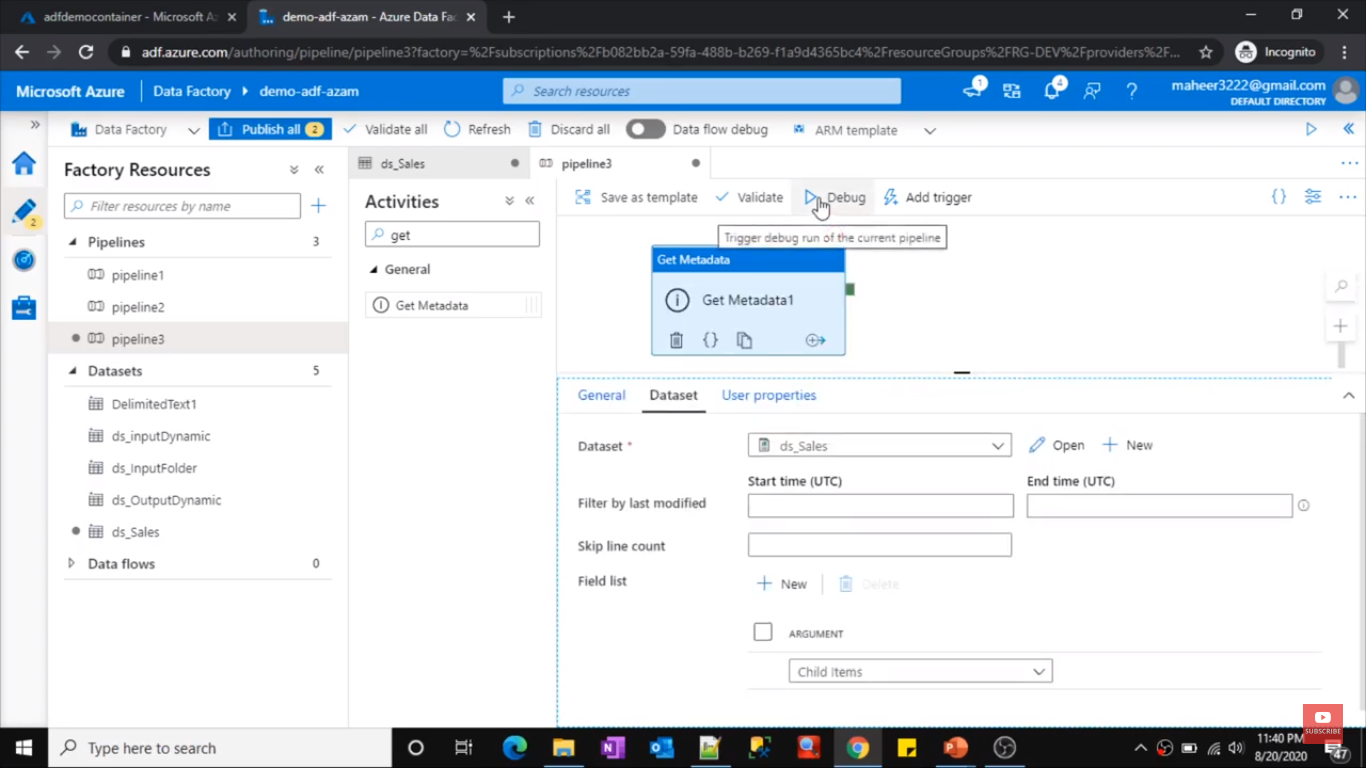 adfdemocontainer - Microsoft Az
demo-adf-azam - Azure Data Fac
adf.azure.com/authoring/pipeline/pipeline3?factory=%2Fsubscriptions%2Fb082bb2a-59fa-488b-b269-f1a9d4365bc4%2FresourceGroups%2FRG-DEV%2Fproviders%2F...
Incognito
Microsoft Azure
Data Factory
demo-adf-azam
Search resources
1
4
maheer3222@gmail.com
DEFAULT DIRECTORY
Data Factory
Publish all 2
Validate all
Refresh
Discard all
Data flow debug
ARM template
Factory Resources
Filter resources by name
2
Pipelines 3
pipeline1
pipeline2
pipeline3
Datasets 5
DelimitedText1
ds_inputDynamic
ds_InputFolder
ds_OutputDynamic
ds_Sales
Data flows 0
ds_Sales
pipeline3
Activities
get
General
Get Metadata
Save as template
Validate
Debug
Add trigger
Trigger debug run of the current pipeline
Get Metadata
Get Metadata1
General
Dataset
User properties
Dataset *
ds_Sales
Open
New
Start time (UTC)
End time (UTC)
Filter by last modified
Skip line count
Field list
New
Delete
ARGUMENT
Child Items
SUBSCRIBE
Type here to search
11:40 PM
8/20/2020
47